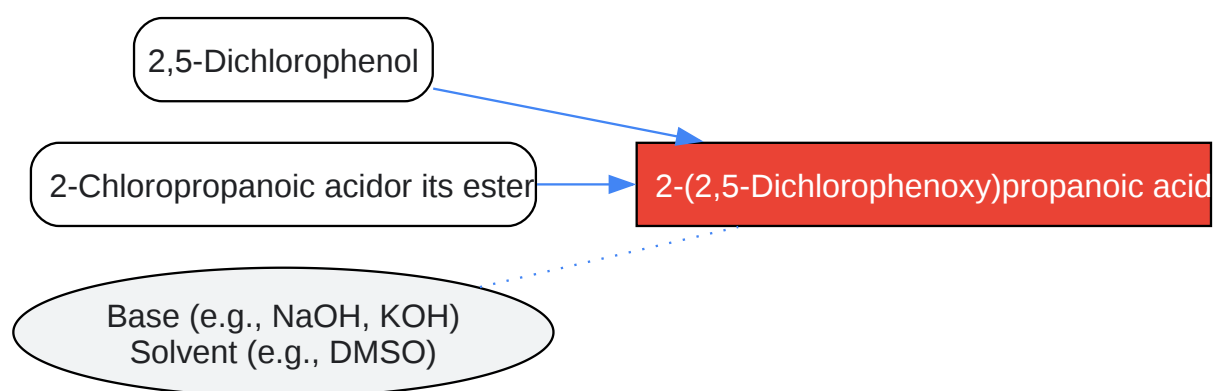 2,5-Dichlorophenol
2-Chloropropanoic acidor its ester
2-(2,5-Dichlorophenoxy)propanoic acid
Base (e.g., NaOH, KOH)
Solvent (e.g., DMSO)